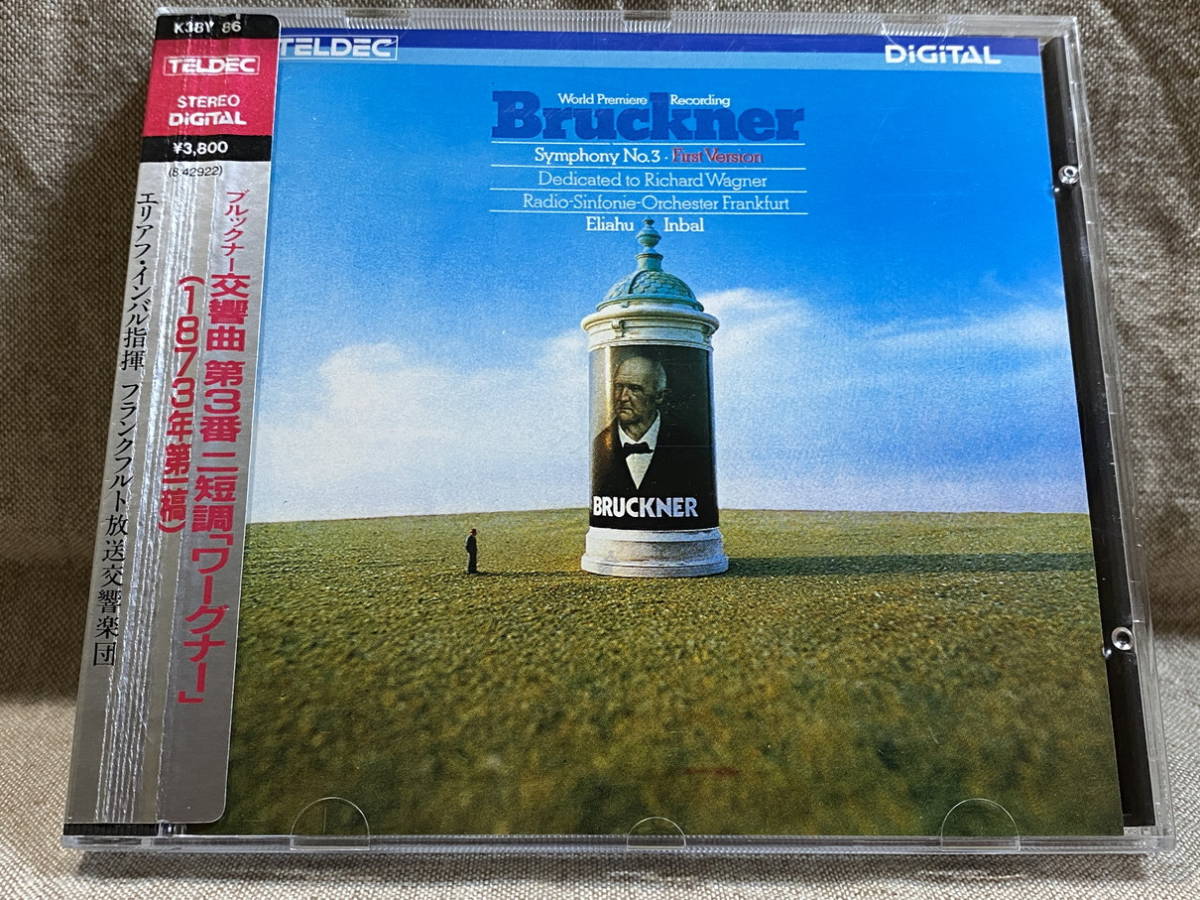 K38Y 86
TELDEC
STEREO
DIGITAL
¥3,800
(8.42922)
ブルックナー交響曲 第3番 ニ短調「ワーグナー」
(1873年第一稿)
エリアフ・インバル指揮 フランクフルト放送交響楽団
TELDEC
DIGITAL
World Premiere Recording
Bruckner
Symphony No.3 · First Version
Dedicated to Richard Wagner
Radio-Sinfonie-Orchester Frankfurt
Eliahu Inbal
BRUCKNER